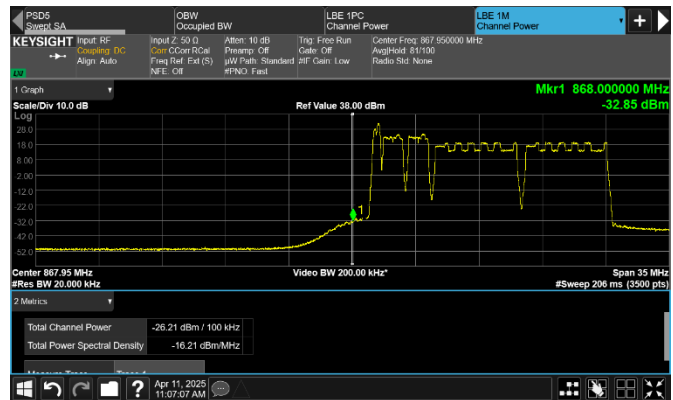 PSD5
Swept SA
OBW
Occupied BW
LBE 1PC
Channel Power
LBE 1M
Channel Power
KEYSIGHT
Input: RF
Coupling: DC
Align: Auto
Input Z: 50 Ω
Corr CCorr RCal
Freq Ref: Ext (S)
NFE: Off
Atten: 10 dB
Preamp: Off
µW Path: Standard
#PNO: Fast
Trig: Free Run
Gate: Off
#IF Gain: Low
Center Freq: 867.950000 MHz
Avg|Hold: 81/100
Radio Std: None
LXI
1 Graph
Mkr1 868.000000 MHz
Scale/Div 10.0 dB
Ref Value 38.00 dBm
-32.85 dBm
Log
28.0
18.0
8.00
-2.00
-12.0
-22.0
-32.0
-42.0
-52.0
1
Center 867.95 MHz
Video BW 200.00 kHz*
Span 35 MHz
#Res BW 20.000 kHz
#Sweep 206 ms (3500 pts)
2 Metrics
Total Channel Power -26.21 dBm / 100 kHz
Total Power Spectral Density -16.21 dBm/MHz
Measure Trace Trace 1
?
Apr 11, 2025
11:07:07 AM